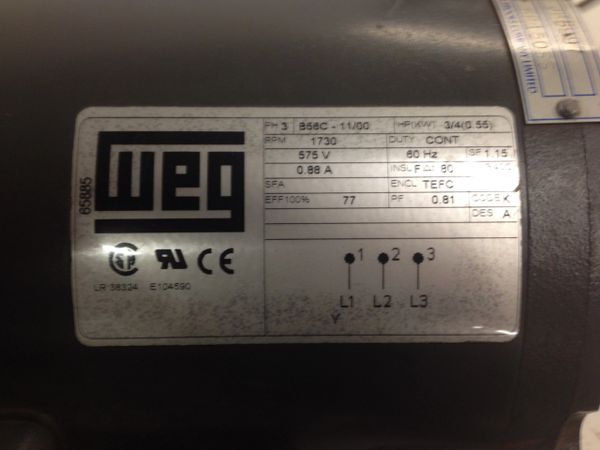 65885
WEG
PH 3 B56C - 11/00 HP(KW) 3/4(0.55)
RPM 1730 DUTY CONT
575 V 60 Hz SF 1.15
0.88 A INSL F 80
SFA ENCL TEFC
EFF100% 77 PF 0.81 CODE K
DES A
LR 38324 E104590
1 2 3
L1 L2 L3
Y
LIMITED